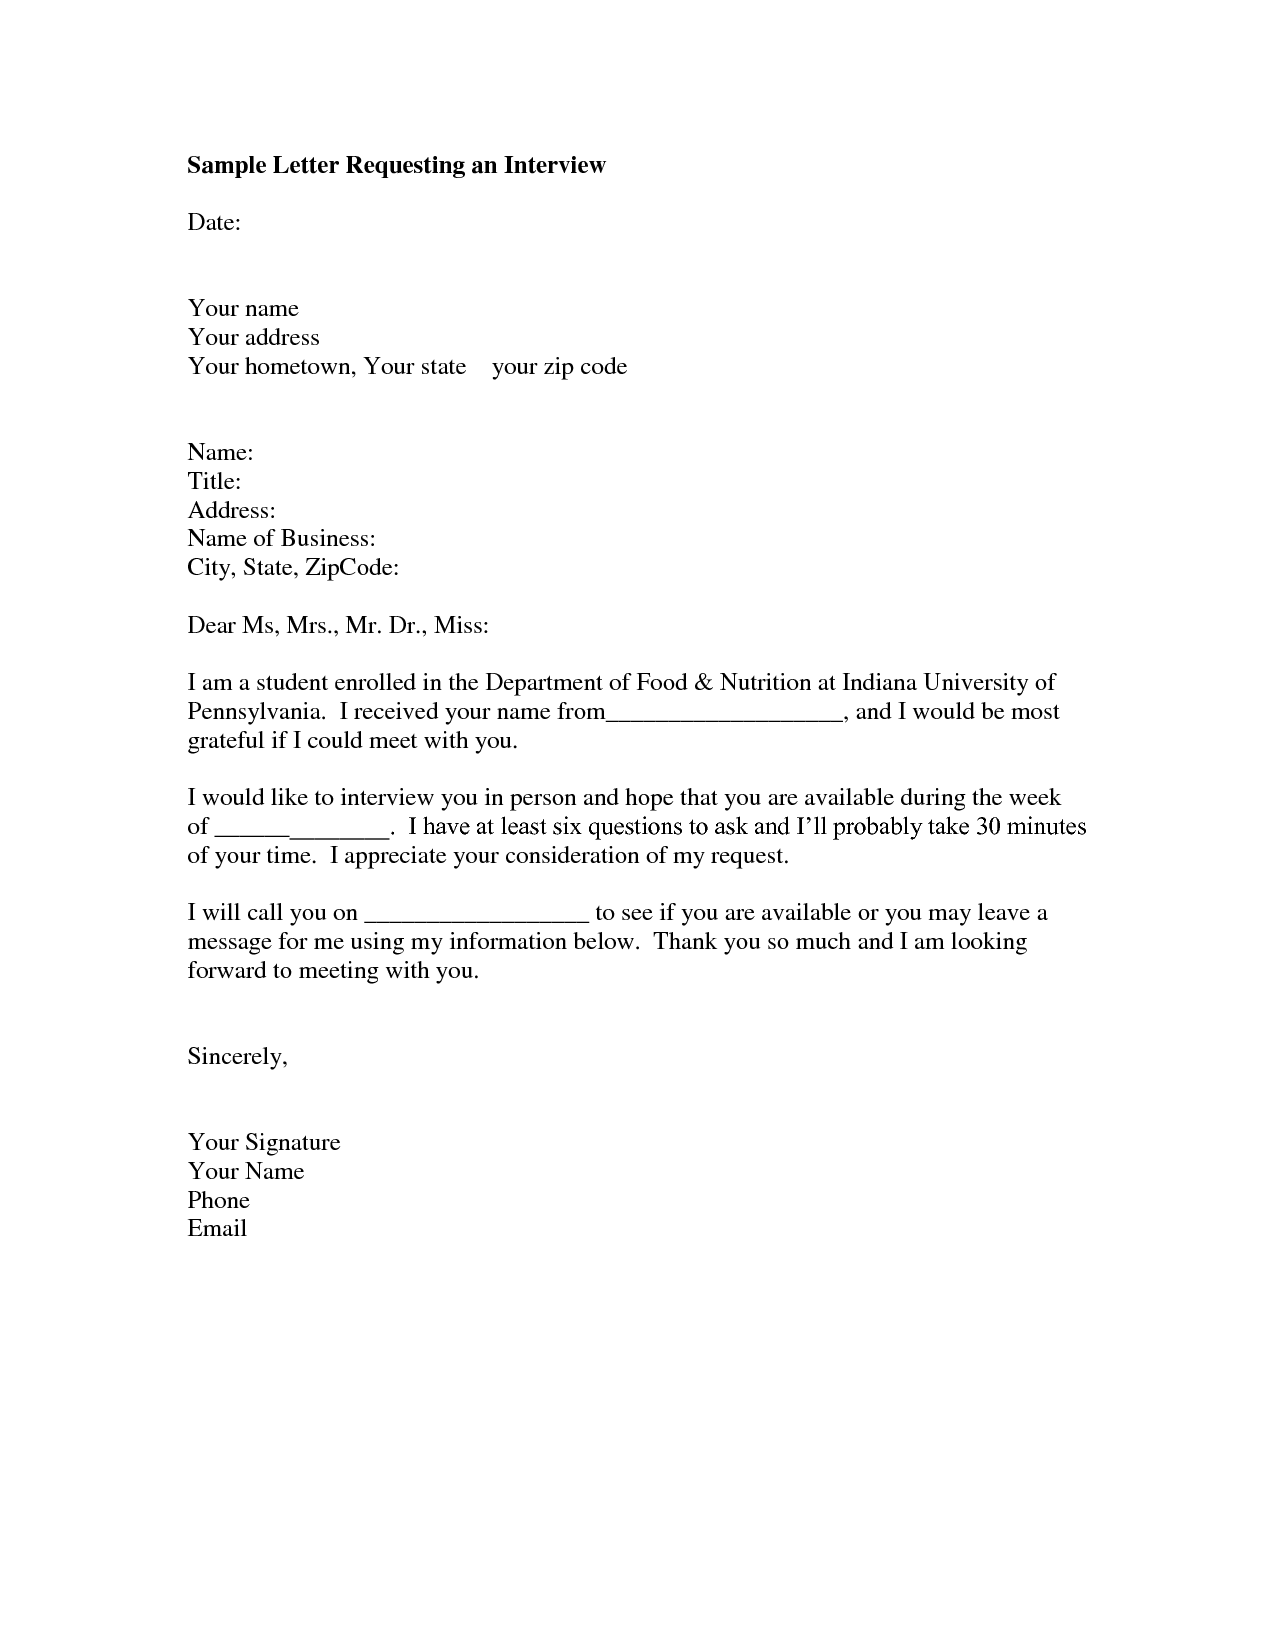 Sample Letter Requesting an Interview
Date:
Your name
Your address
Your hometown, Your state    your zip code
Name:
Title:
Address:
Name of Business:
City, State, ZipCode:
Dear Ms, Mrs., Mr. Dr., Miss:
I am a student enrolled in the Department of Food & Nutrition at Indiana University of
Pennsylvania.  I received your name from___________________, and I would be most
grateful if I could meet with you.
I would like to interview you in person and hope that you are available during the week
of ______________.  I have at least six questions to ask and I’ll probably take 30 minutes
of your time.  I appreciate your consideration of my request.
I will call you on __________________ to see if you are available or you may leave a
message for me using my information below.  Thank you so much and I am looking
forward to meeting with you.
Sincerely,
Your Signature
Your Name
Phone
Email